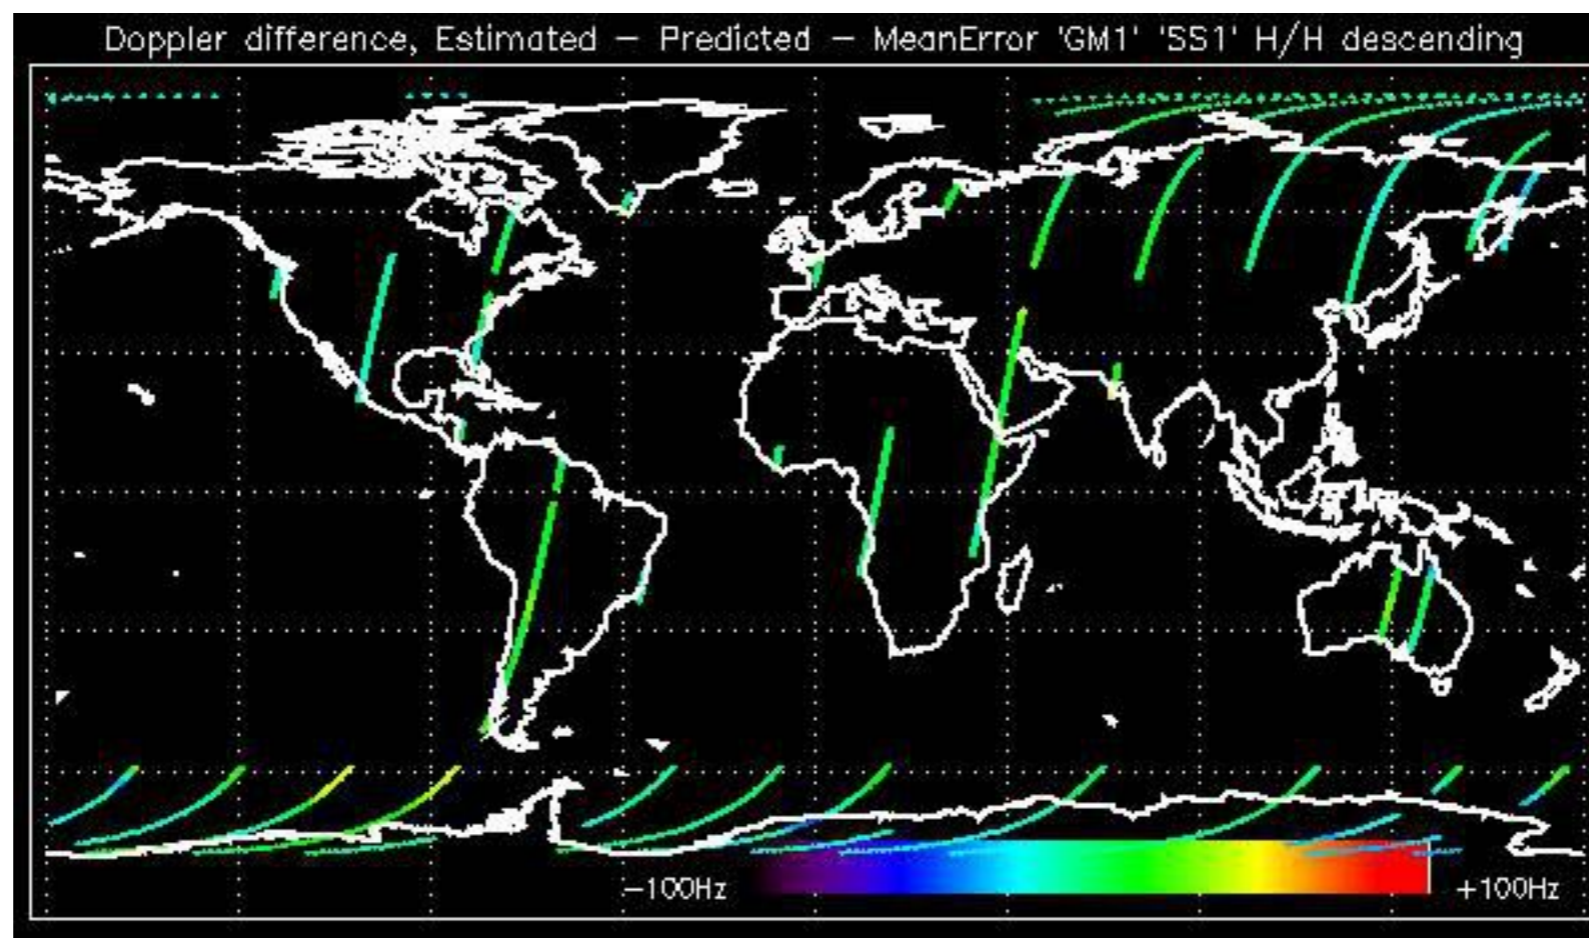 Doppler difference, Estimated – Predicted – MeanError 'GM1' 'SS1' H/H descending
-100Hz
+100Hz